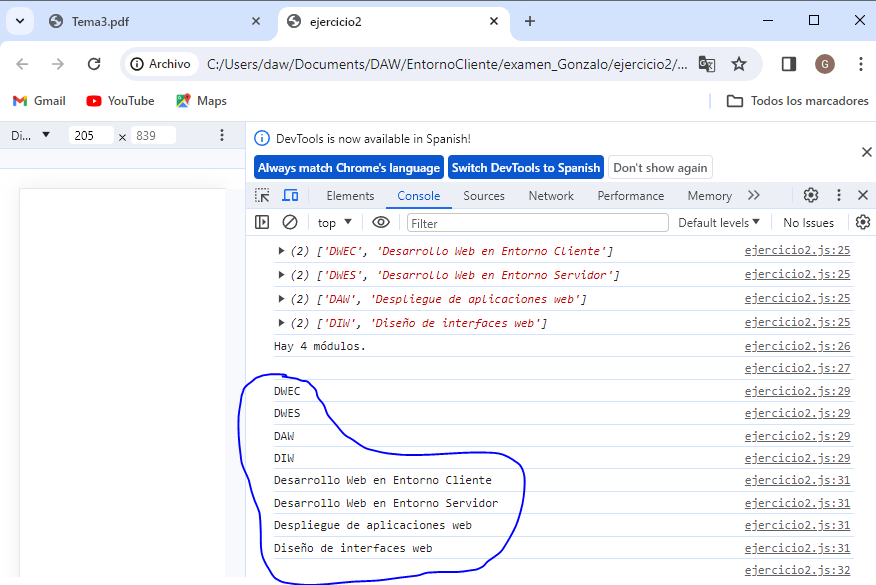 Tema3.pdf
ejercicio2
Archivo
C:/Users/daw/Documents/DAW/EntornoCliente/examen_Gonzalo/ejercicio2/...
G
Gmail
YouTube
Maps
Todos los marcadores
Di... 205 × 839
DevTools is now available in Spanish!
Always match Chrome's language
Switch DevTools to Spanish
Don't show again
Elements Console Sources Network Performance Memory
top Filter Default levels No Issues
(2) ['DWEC', 'Desarrollo Web en Entorno Cliente'] ejercicio2.js:25
(2) ['DWES', 'Desarrollo Web en Entorno Servidor'] ejercicio2.js:25
(2) ['DAW', 'Despliegue de aplicaciones web'] ejercicio2.js:25
(2) ['DIW', 'Diseño de interfaces web'] ejercicio2.js:25
Hay 4 módulos. ejercicio2.js:26
ejercicio2.js:27
DWEC ejercicio2.js:29
DWES ejercicio2.js:29
DAW ejercicio2.js:29
DIW ejercicio2.js:29
Desarrollo Web en Entorno Cliente ejercicio2.js:31
Desarrollo Web en Entorno Servidor ejercicio2.js:31
Despliegue de aplicaciones web ejercicio2.js:31
Diseño de interfaces web ejercicio2.js:31
ejercicio2.js:32